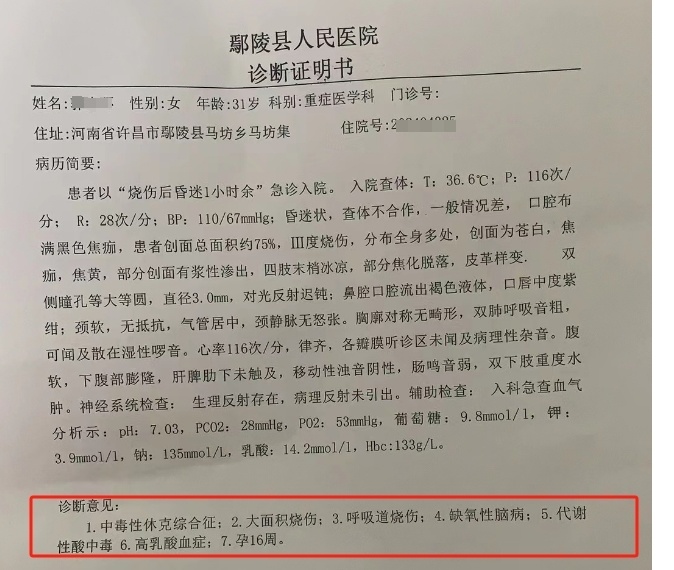 鄢陵县人民医院
诊断证明书
姓名: 性别:女 年龄:31岁 科别:重症医学科 门诊号:
住址:河南省许昌市鄢陵县马坊乡马坊集 住院号:2
病历简要:
患者以“烧伤后昏迷1小时余”急诊入院。 入院查体: T: 36.6℃; P: 116次/
分; R: 28次/分; BP: 110/67mmHg; 昏迷状, 查体不合作, 一般情况差, 口腔布
满黑色焦痂, 患者创面总面积约75%, Ⅲ度烧伤, 分布全身多处, 创面为苍白, 焦
痂, 焦黄, 部分创面有浆性渗出, 四肢末梢冰凉, 部分焦化脱落, 皮革样变. 双
侧瞳孔等大等圆, 直径3.0mm, 对光反射迟钝; 鼻腔口腔流出褐色液体, 口唇中度紫
绀; 颈软, 无抵抗, 气管居中, 颈静脉无怒张。胸廓对称无畸形, 双肺呼吸音粗,
可闻及散在湿性啰音。心率116次/分, 律齐, 各瓣膜听诊区未闻及病理性杂音。腹
软, 下腹部膨隆, 肝脾肋下未触及, 移动性浊音阴性, 肠鸣音弱, 双下肢重度水
肿。神经系统检查: 生理反射存在, 病理反射未引出。辅助检查: 入科急查血气
分析示: pH: 7.03, PCO2: 28mmHg, PO2: 53mmHg, 葡萄糖: 9.8mmol/l, 钾:
3.9mmol/l, 钠: 135mmol/L, 乳酸: 14.2mmol/l, Hbc:133g/L。
诊断意见:
1.中毒性休克综合征; 2.大面积烧伤; 3.呼吸道烧伤; 4.缺氧性脑病; 5.代谢
性酸中毒 6.高乳酸血症; 7.孕16周。